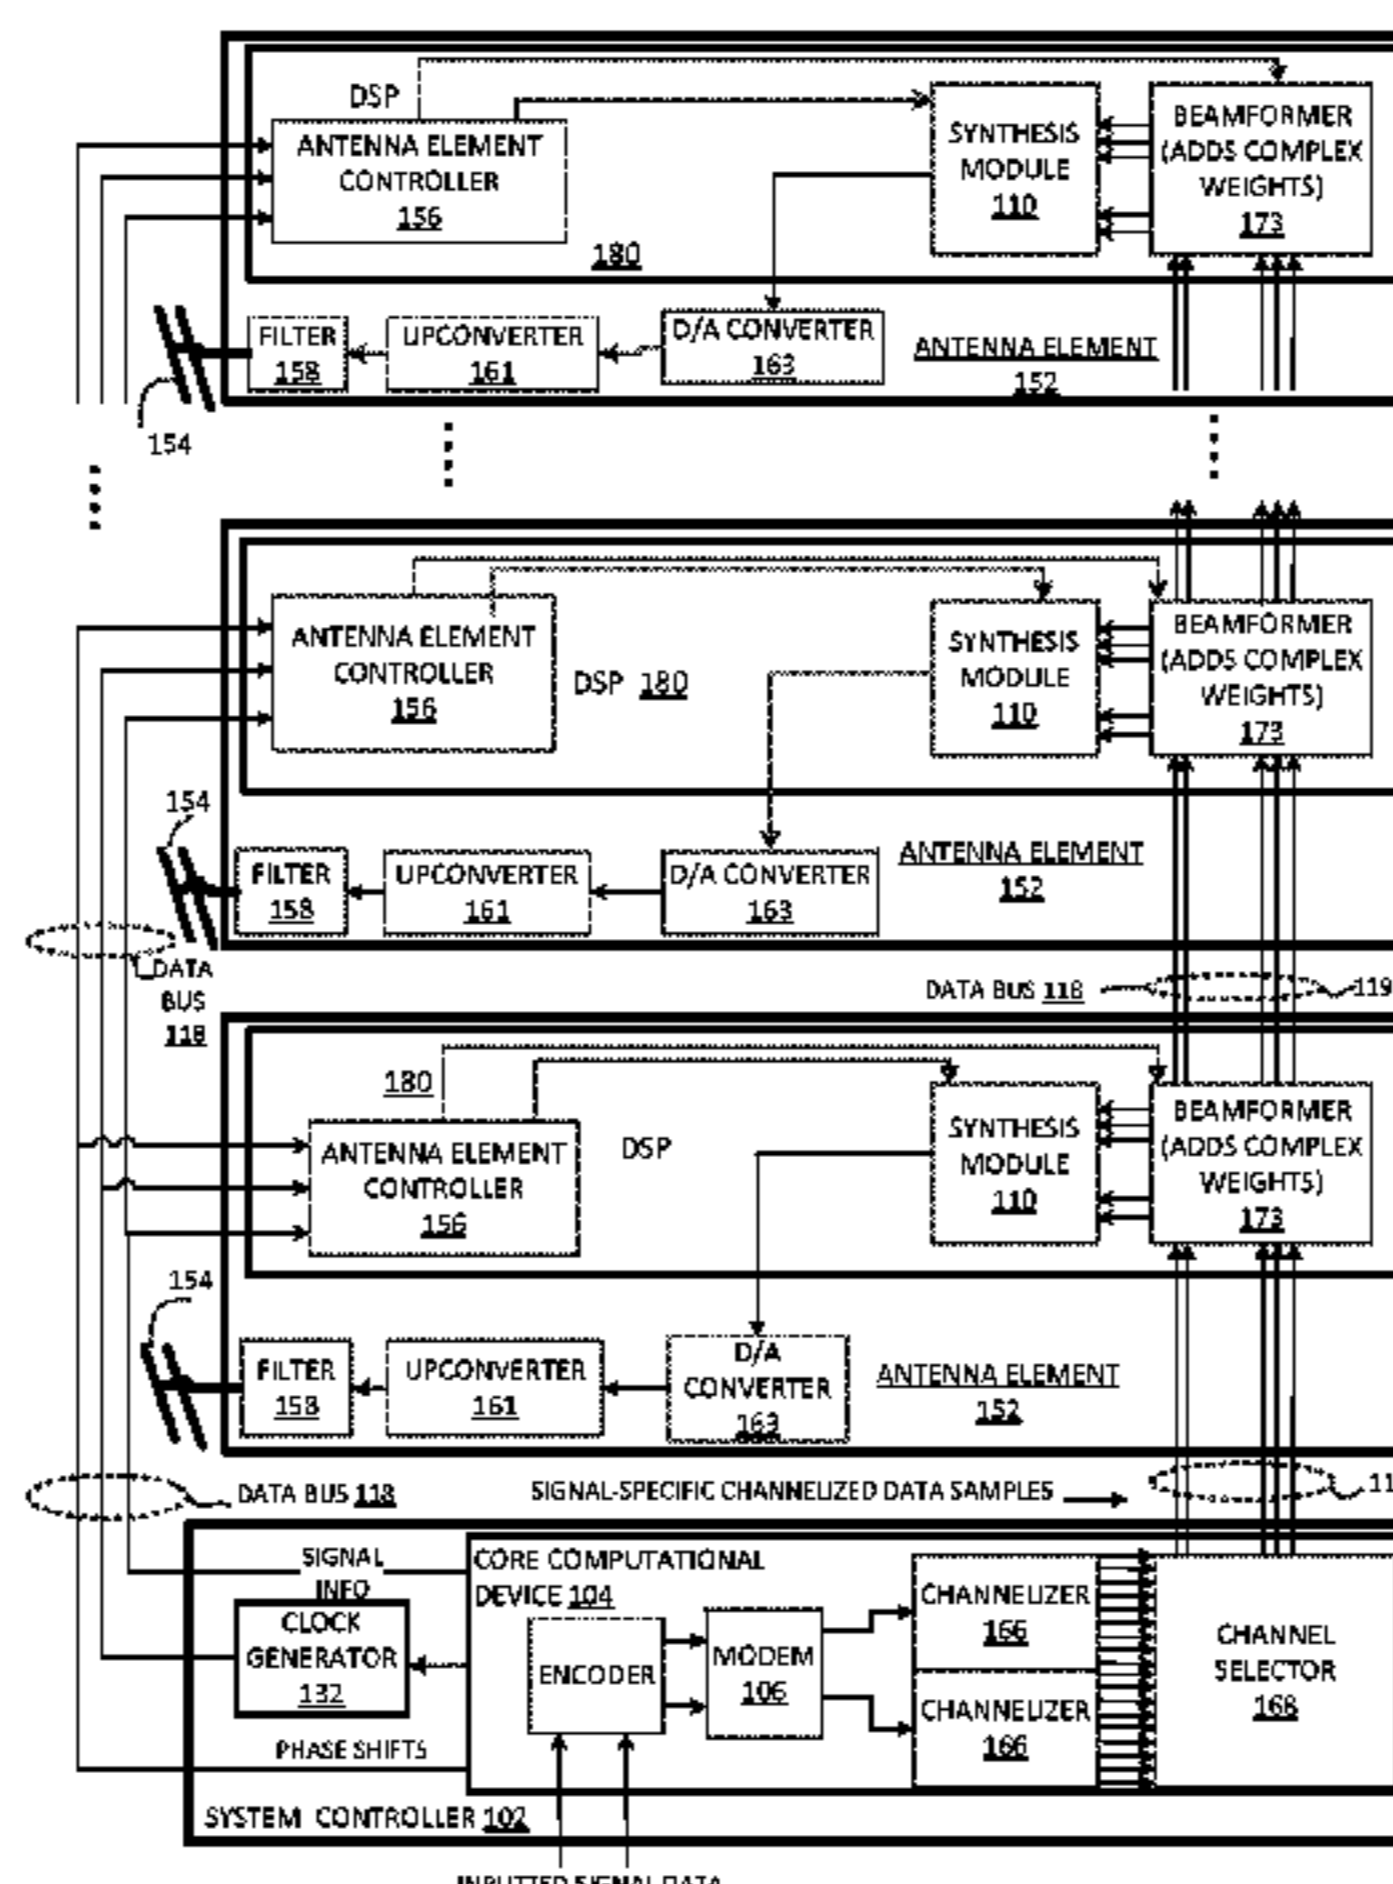 DSP
ANTENNA ELEMENT
CONTROLLER
156
180
SYNTHESIS
MODULE
110
BEAMFORMER
(ADDS COMPLEX
WEIGHTS)
173
FILTER
158
UPCONVERTER
161
D/A CONVERTER
163
ANTENNA ELEMENT
152
154
ANTENNA ELEMENT
CONTROLLER
156
DSP 180
SYNTHESIS
MODULE
110
BEAMFORMER
(ADDS COMPLEX
WEIGHTS)
173
154
FILTER
158
UPCONVERTER
161
D/A CONVERTER
163
ANTENNA ELEMENT
152
DATA
BUS
118
DATA BUS 118
119
180
ANTENNA ELEMENT
CONTROLLER
156
DSP
SYNTHESIS
MODULE
110
BEAMFORMER
(ADDS COMPLEX
WEIGHTS)
173
154
FILTER
158
UPCONVERTER
161
D/A
CONVERTER
163
ANTENNA ELEMENT
152
DATA BUS 118
SIGNAL-SPECIFIC CHANNELIZED DATA SAMPLES
11
SIGNAL
INFO
CLOCK
GENERATOR
132
PHASE SHIFTS
CORE COMPUTATIONAL
DEVICE 104
ENCODER
MODEM
106
CHANNELIZER
166
CHANNELIZER
166
CHANNEL
SELECTOR
168
SYSTEM CONTROLLER 102
INPUTTED SIGNAL DATA